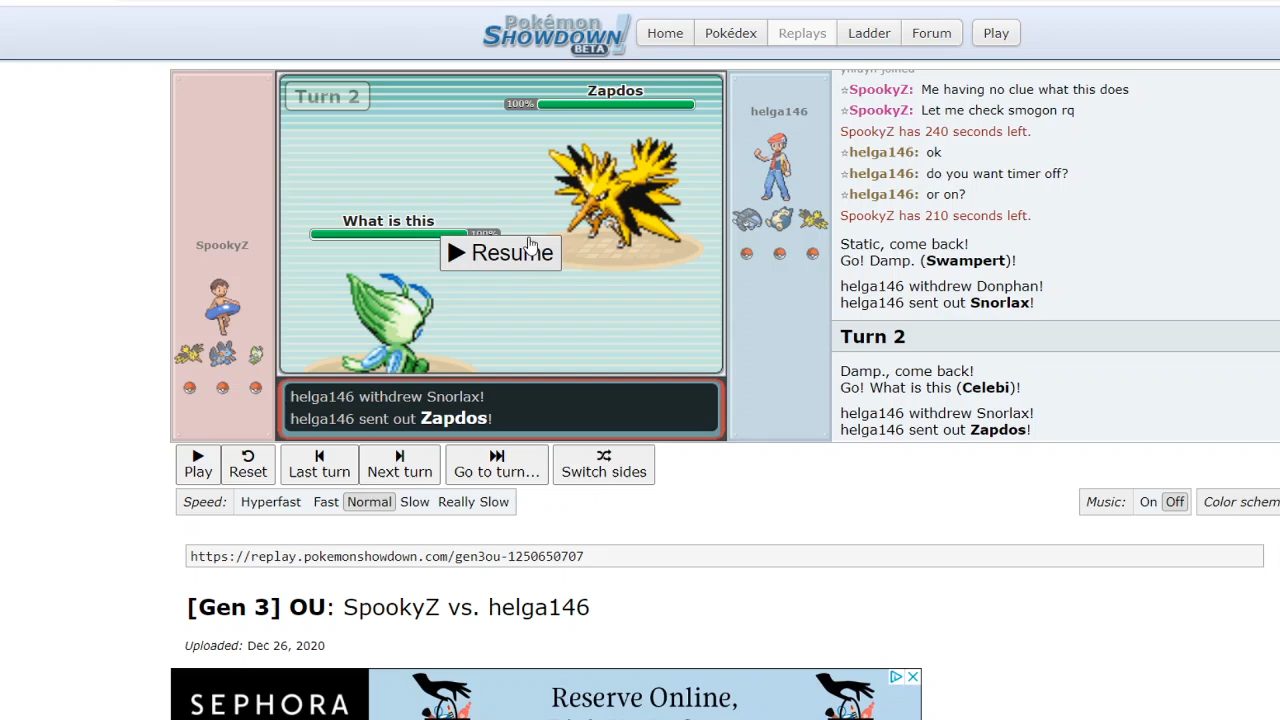 Pokémon
SHOWDOWN!
BETA
Home
Pokédex
Replays
Ladder
Forum
Play
SpookyZ
Turn 2
Zapdos
100%
What is this
100%
Resume
helga146 withdrew Snorlax!
helga146 sent out Zapdos!
helga146
☆SpookyZ: Me having no clue what this does
☆SpookyZ: Let me check smogon rq
SpookyZ has 240 seconds left.
☆helga146: ok
☆helga146: do you want timer off?
☆helga146: or on?
SpookyZ has 210 seconds left.
Static, come back!
Go! Damp. (Swampert)!
helga146 withdrew Donphan!
helga146 sent out Snorlax!
Turn 2
Damp., come back!
Go! What is this (Celebi)!
helga146 withdrew Snorlax!
helga146 sent out Zapdos!
Play
Reset
Last turn
Next turn
Go to turn...
Switch sides
Speed: Hyperfast Fast Normal Slow Really Slow
Music: On Off
Color schem
https://replay.pokemonshowdown.com/gen3ou-1250650707
[Gen 3] OU: SpookyZ vs. helga146
Uploaded: Dec 26, 2020
SEPHORA
Reserve Online,